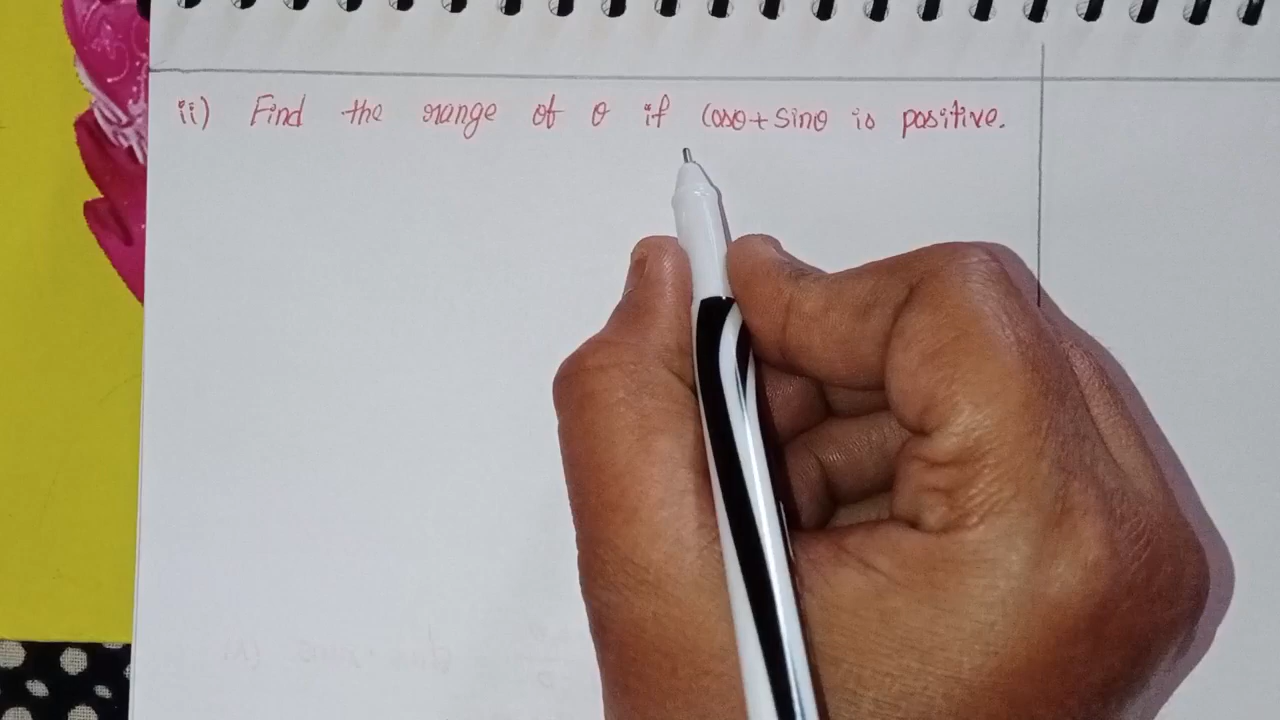 ii) Find the range of θ if Cosθ + Sinθ is positive.